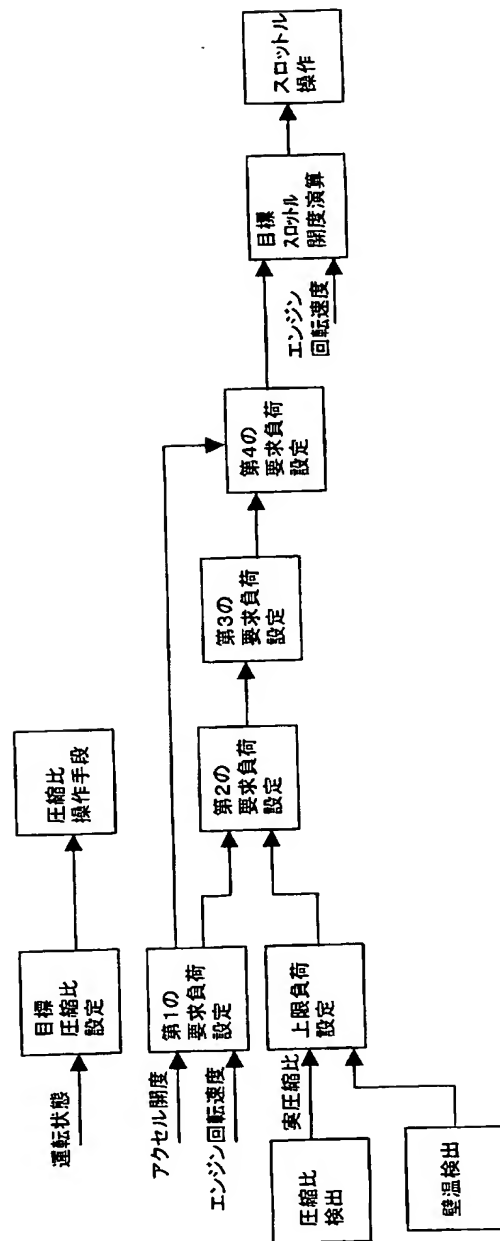 運転状態
目標
圧縮比
設定
圧縮比
操作手段
アクセル開度
エンジン回転速度
第1の
要求負荷
設定
圧縮比
検出
実圧縮比
壁温検出
上限負荷
設定
第2の
要求負荷
設定
第3の
要求負荷
設定
第4の
要求負荷
設定
エンジン
回転速度
目標
スロットル
開度演算
スロットル
操作